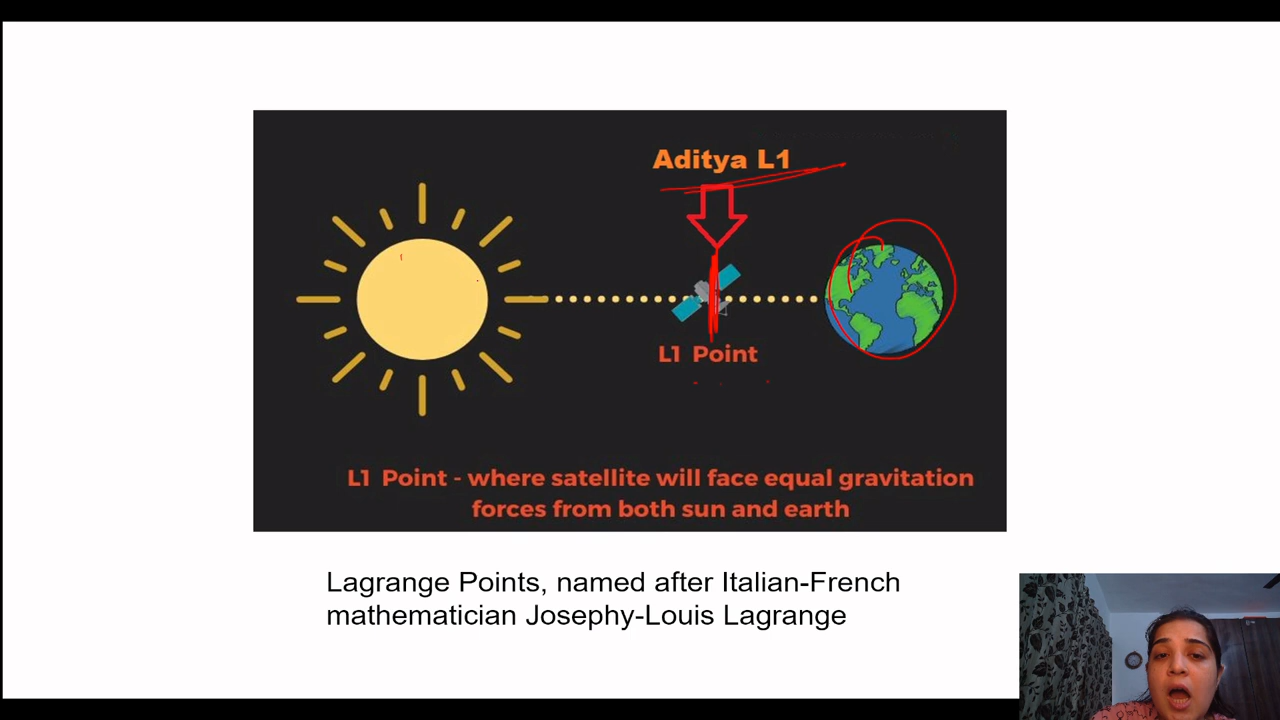 Aditya L1
L1 Point
L1 Point - where satellite will face equal gravitation
forces from both sun and earth
Lagrange Points, named after Italian-French
mathematician Josephy-Louis Lagrange